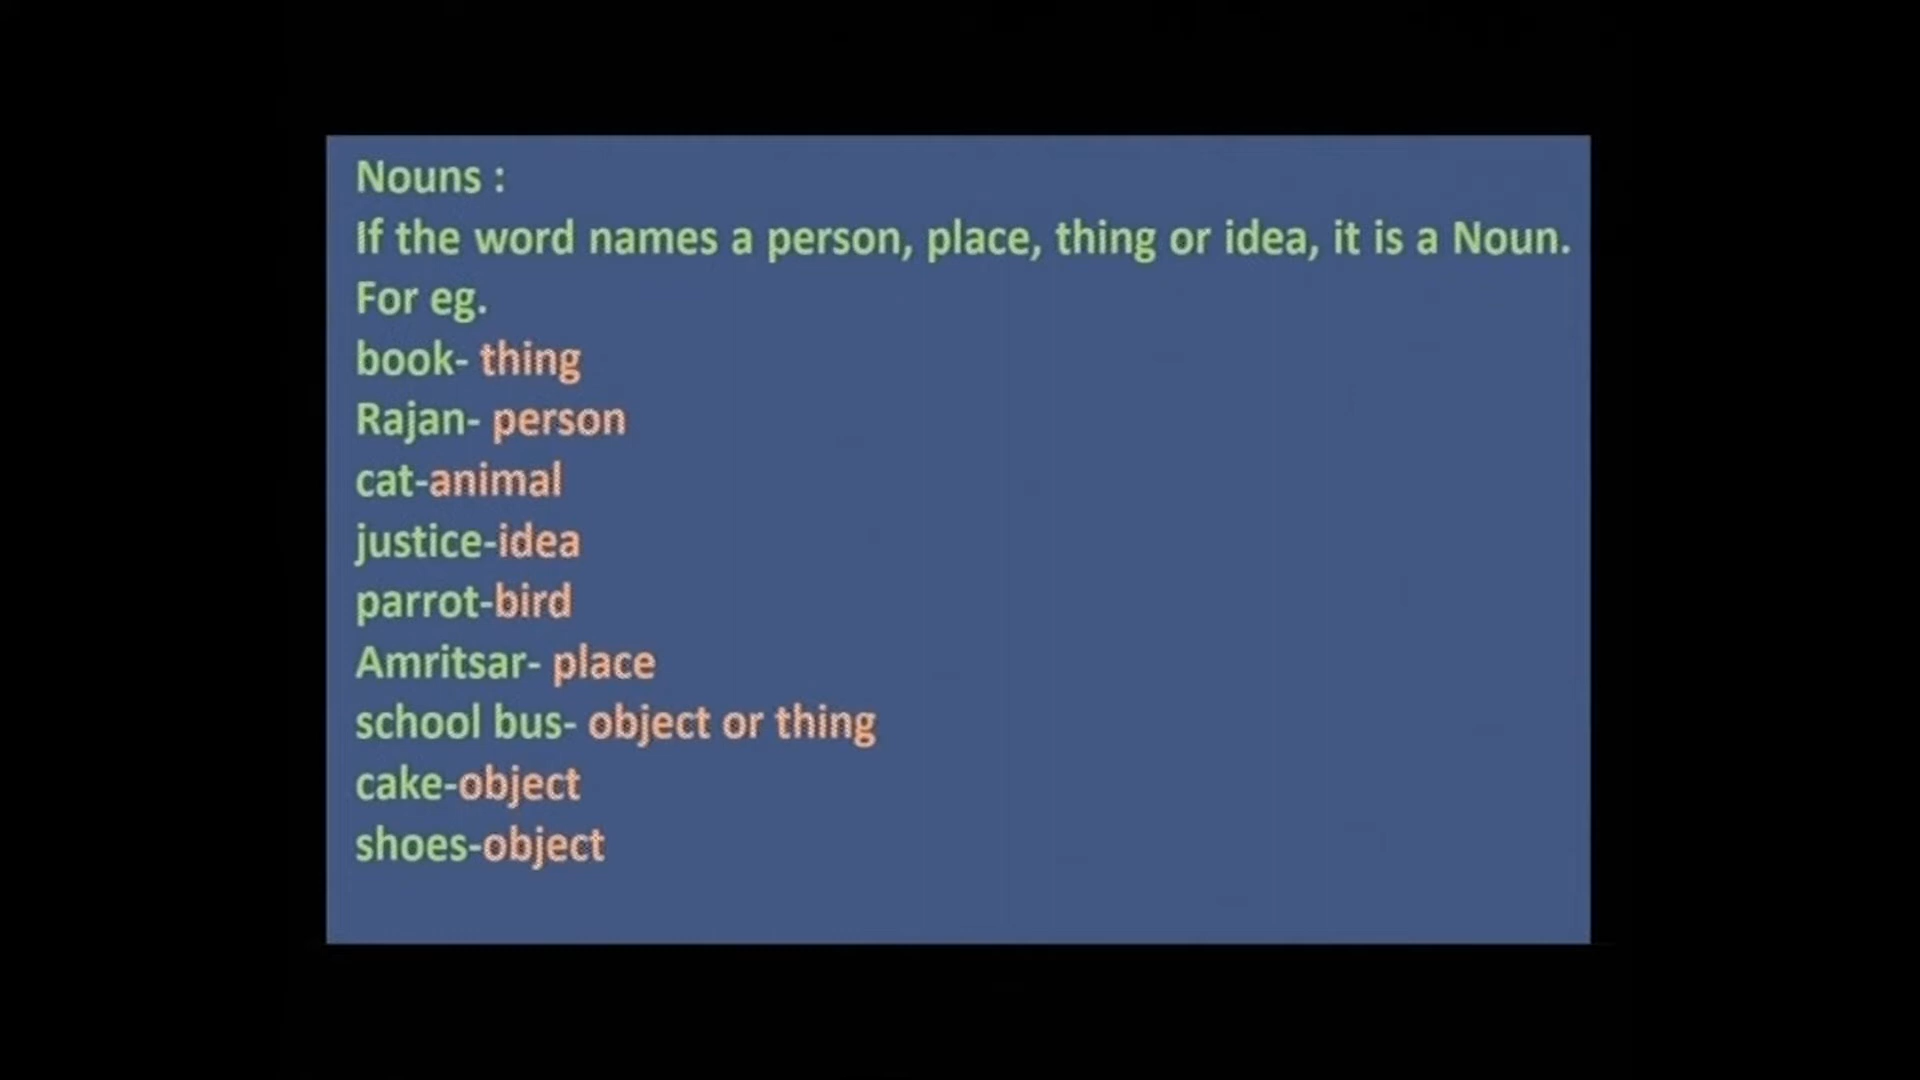 Nouns :
If the word names a person, place, thing or idea, it is a Noun.
For eg.
book- thing
Rajan- person
cat-animal
justice-idea
parrot-bird
Amritsar- place
school bus- object or thing
cake-object
shoes-object